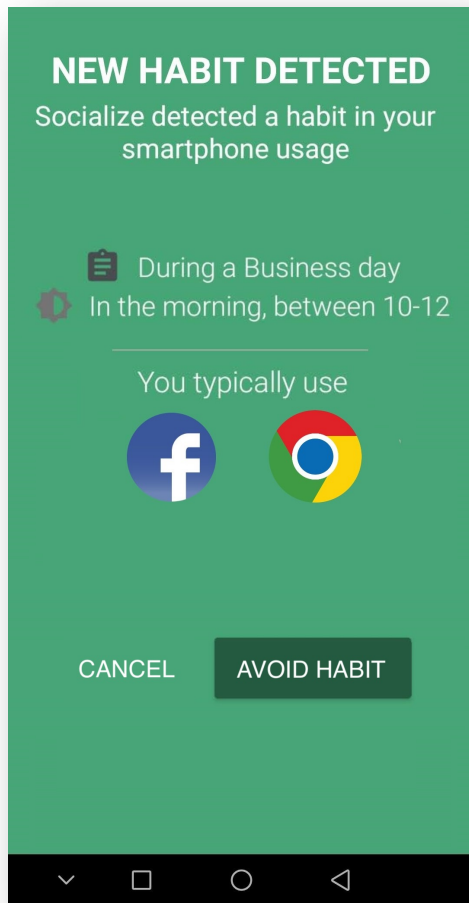 NEW HABIT DETECTED
Socialize detected a habit in your
smartphone usage
During a Business day
In the morning, between 10-12
You typically use
CANCEL
AVOID HABIT